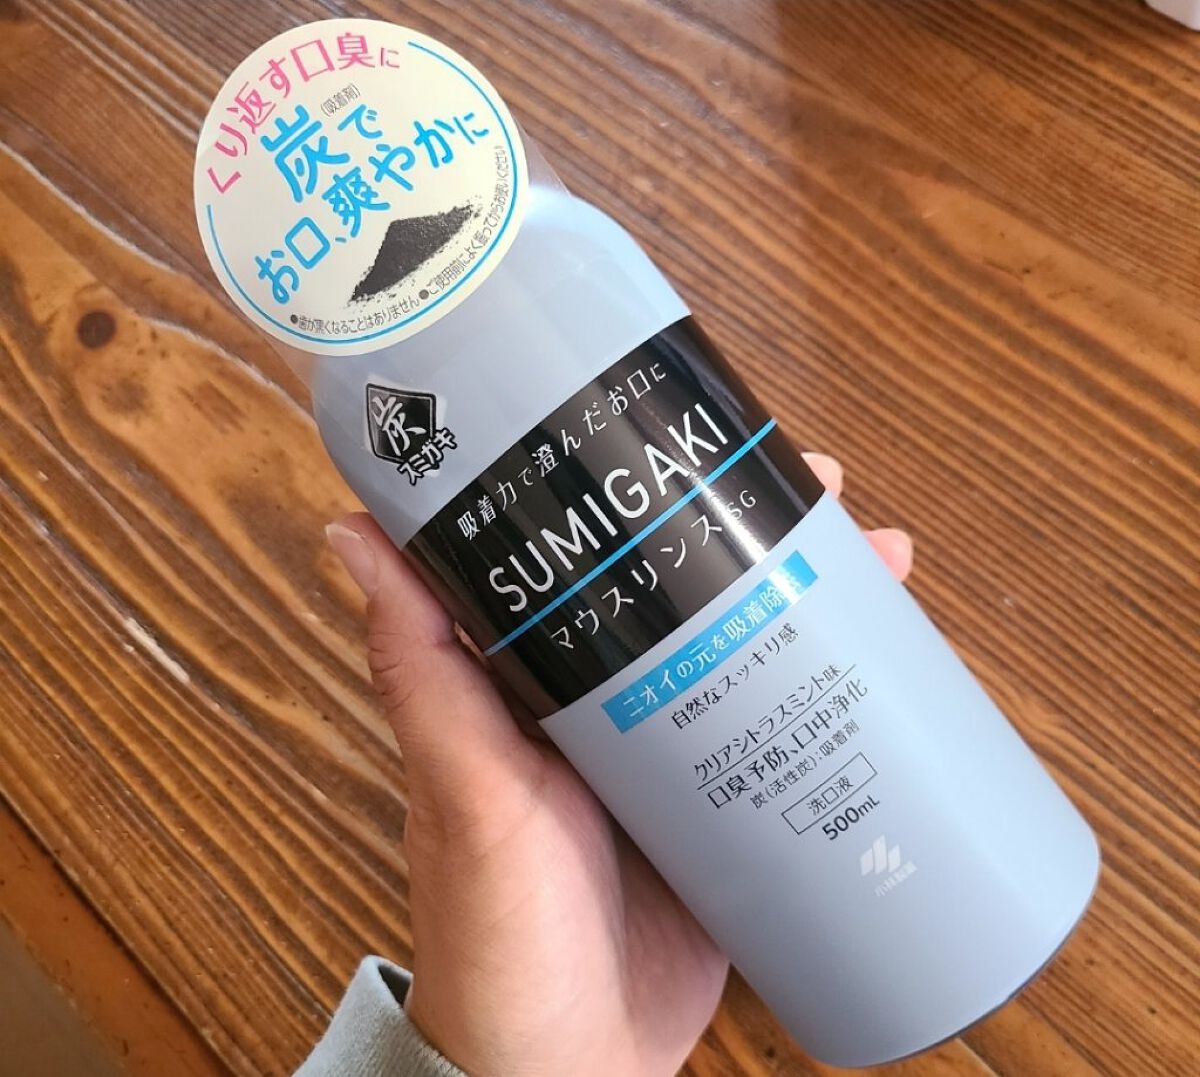 くり返す口臭に
(吸着剤)
炭で
お口、爽やかに
●歯が黒くなることはありません ●ご使用前によく振ってからお使いください
炭
スミガキ
吸着力で澄んだお口に
SUMIGAKI
マウスリンスSG
ニオイの元を吸着除去
自然なスッキリ感
クリアシトラスミント味
口臭予防、口中浄化
炭(活性炭):吸着剤
洗口液
500mL
小林製薬